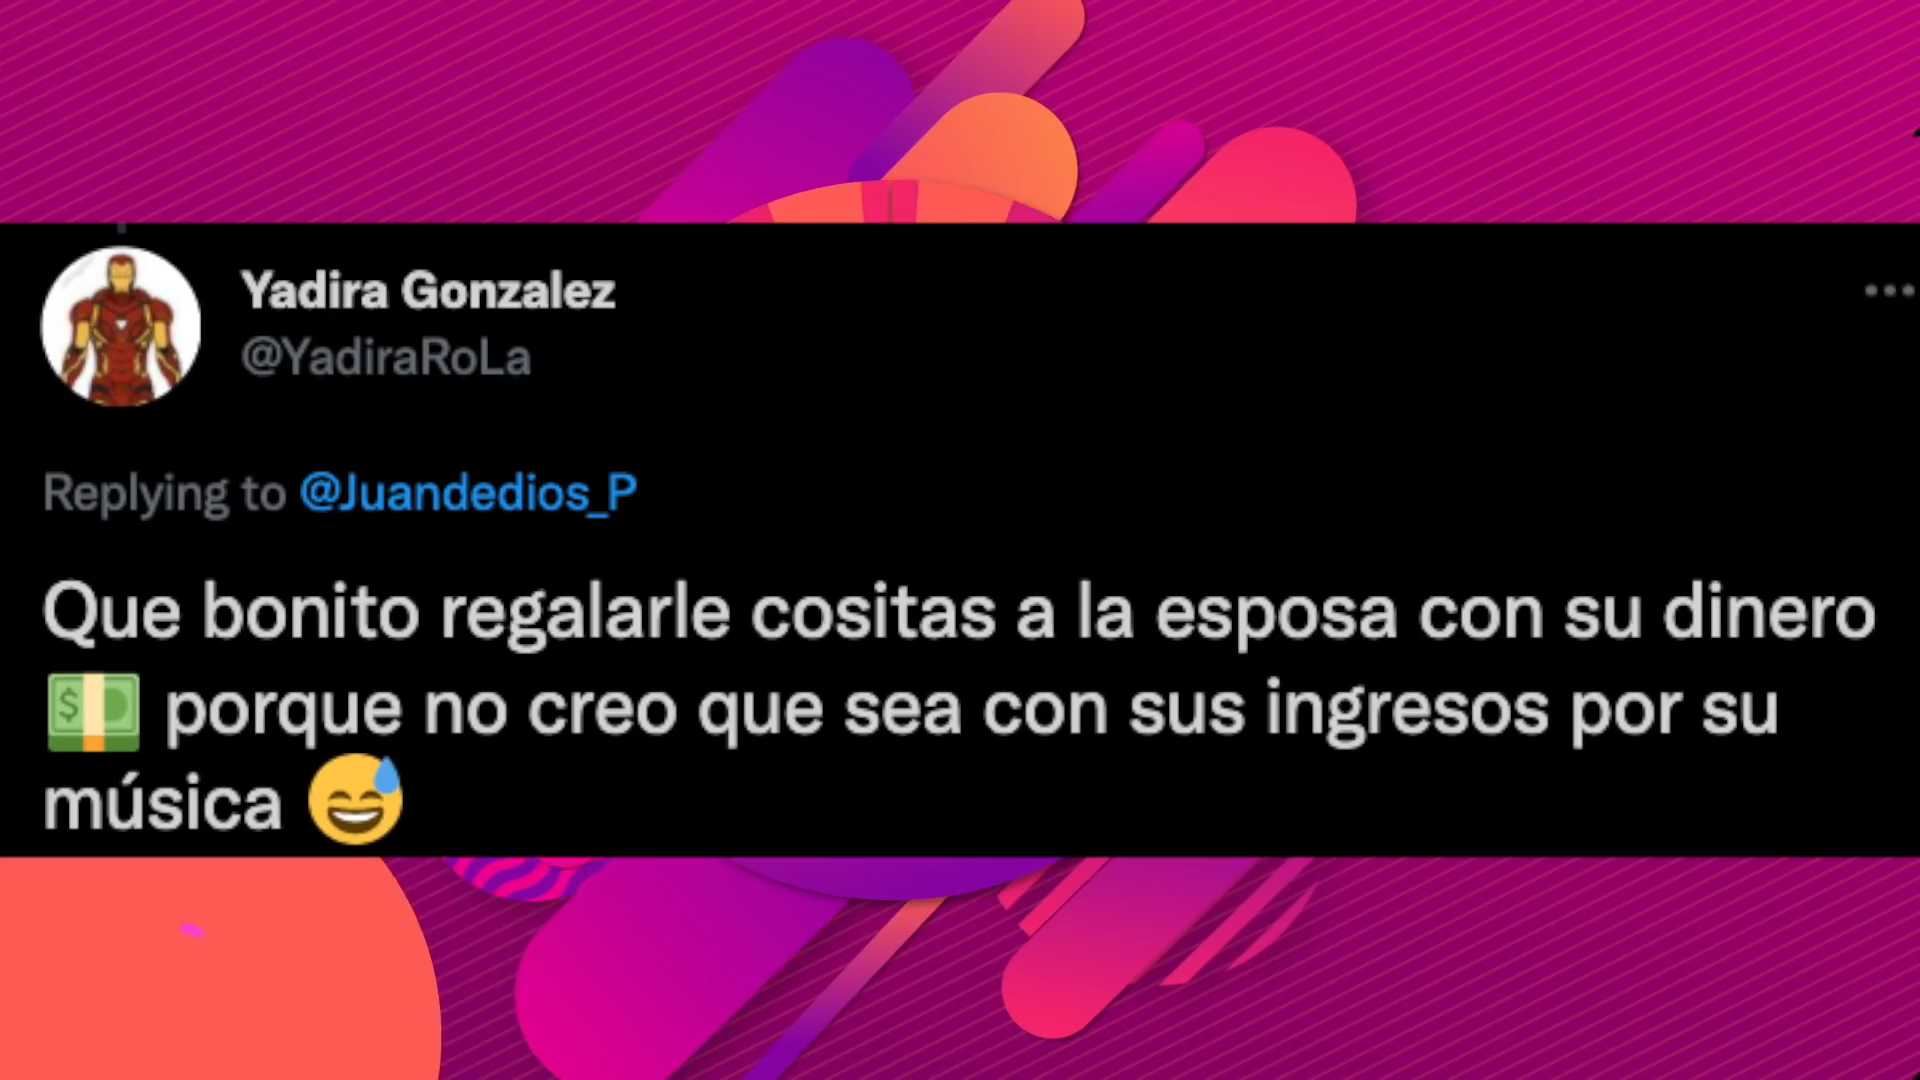 Yadira Gonzalez
@YadiraRoLa
Replying to @Juandedios_P
Que bonito regalarle cositas a la esposa con su dinero
💵 porque no creo que sea con sus ingresos por su
música 😅